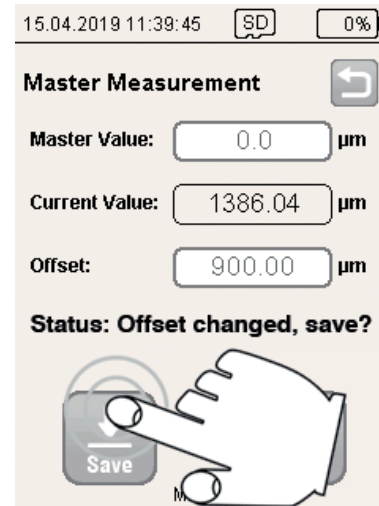 15.04.2019 11:39:45 SD 0%
Master Measurement
Master Value: 0.0 µm
Current Value: 1386.04 µm
Offset: 900.00 µm
Status: Offset changed, save?
Save